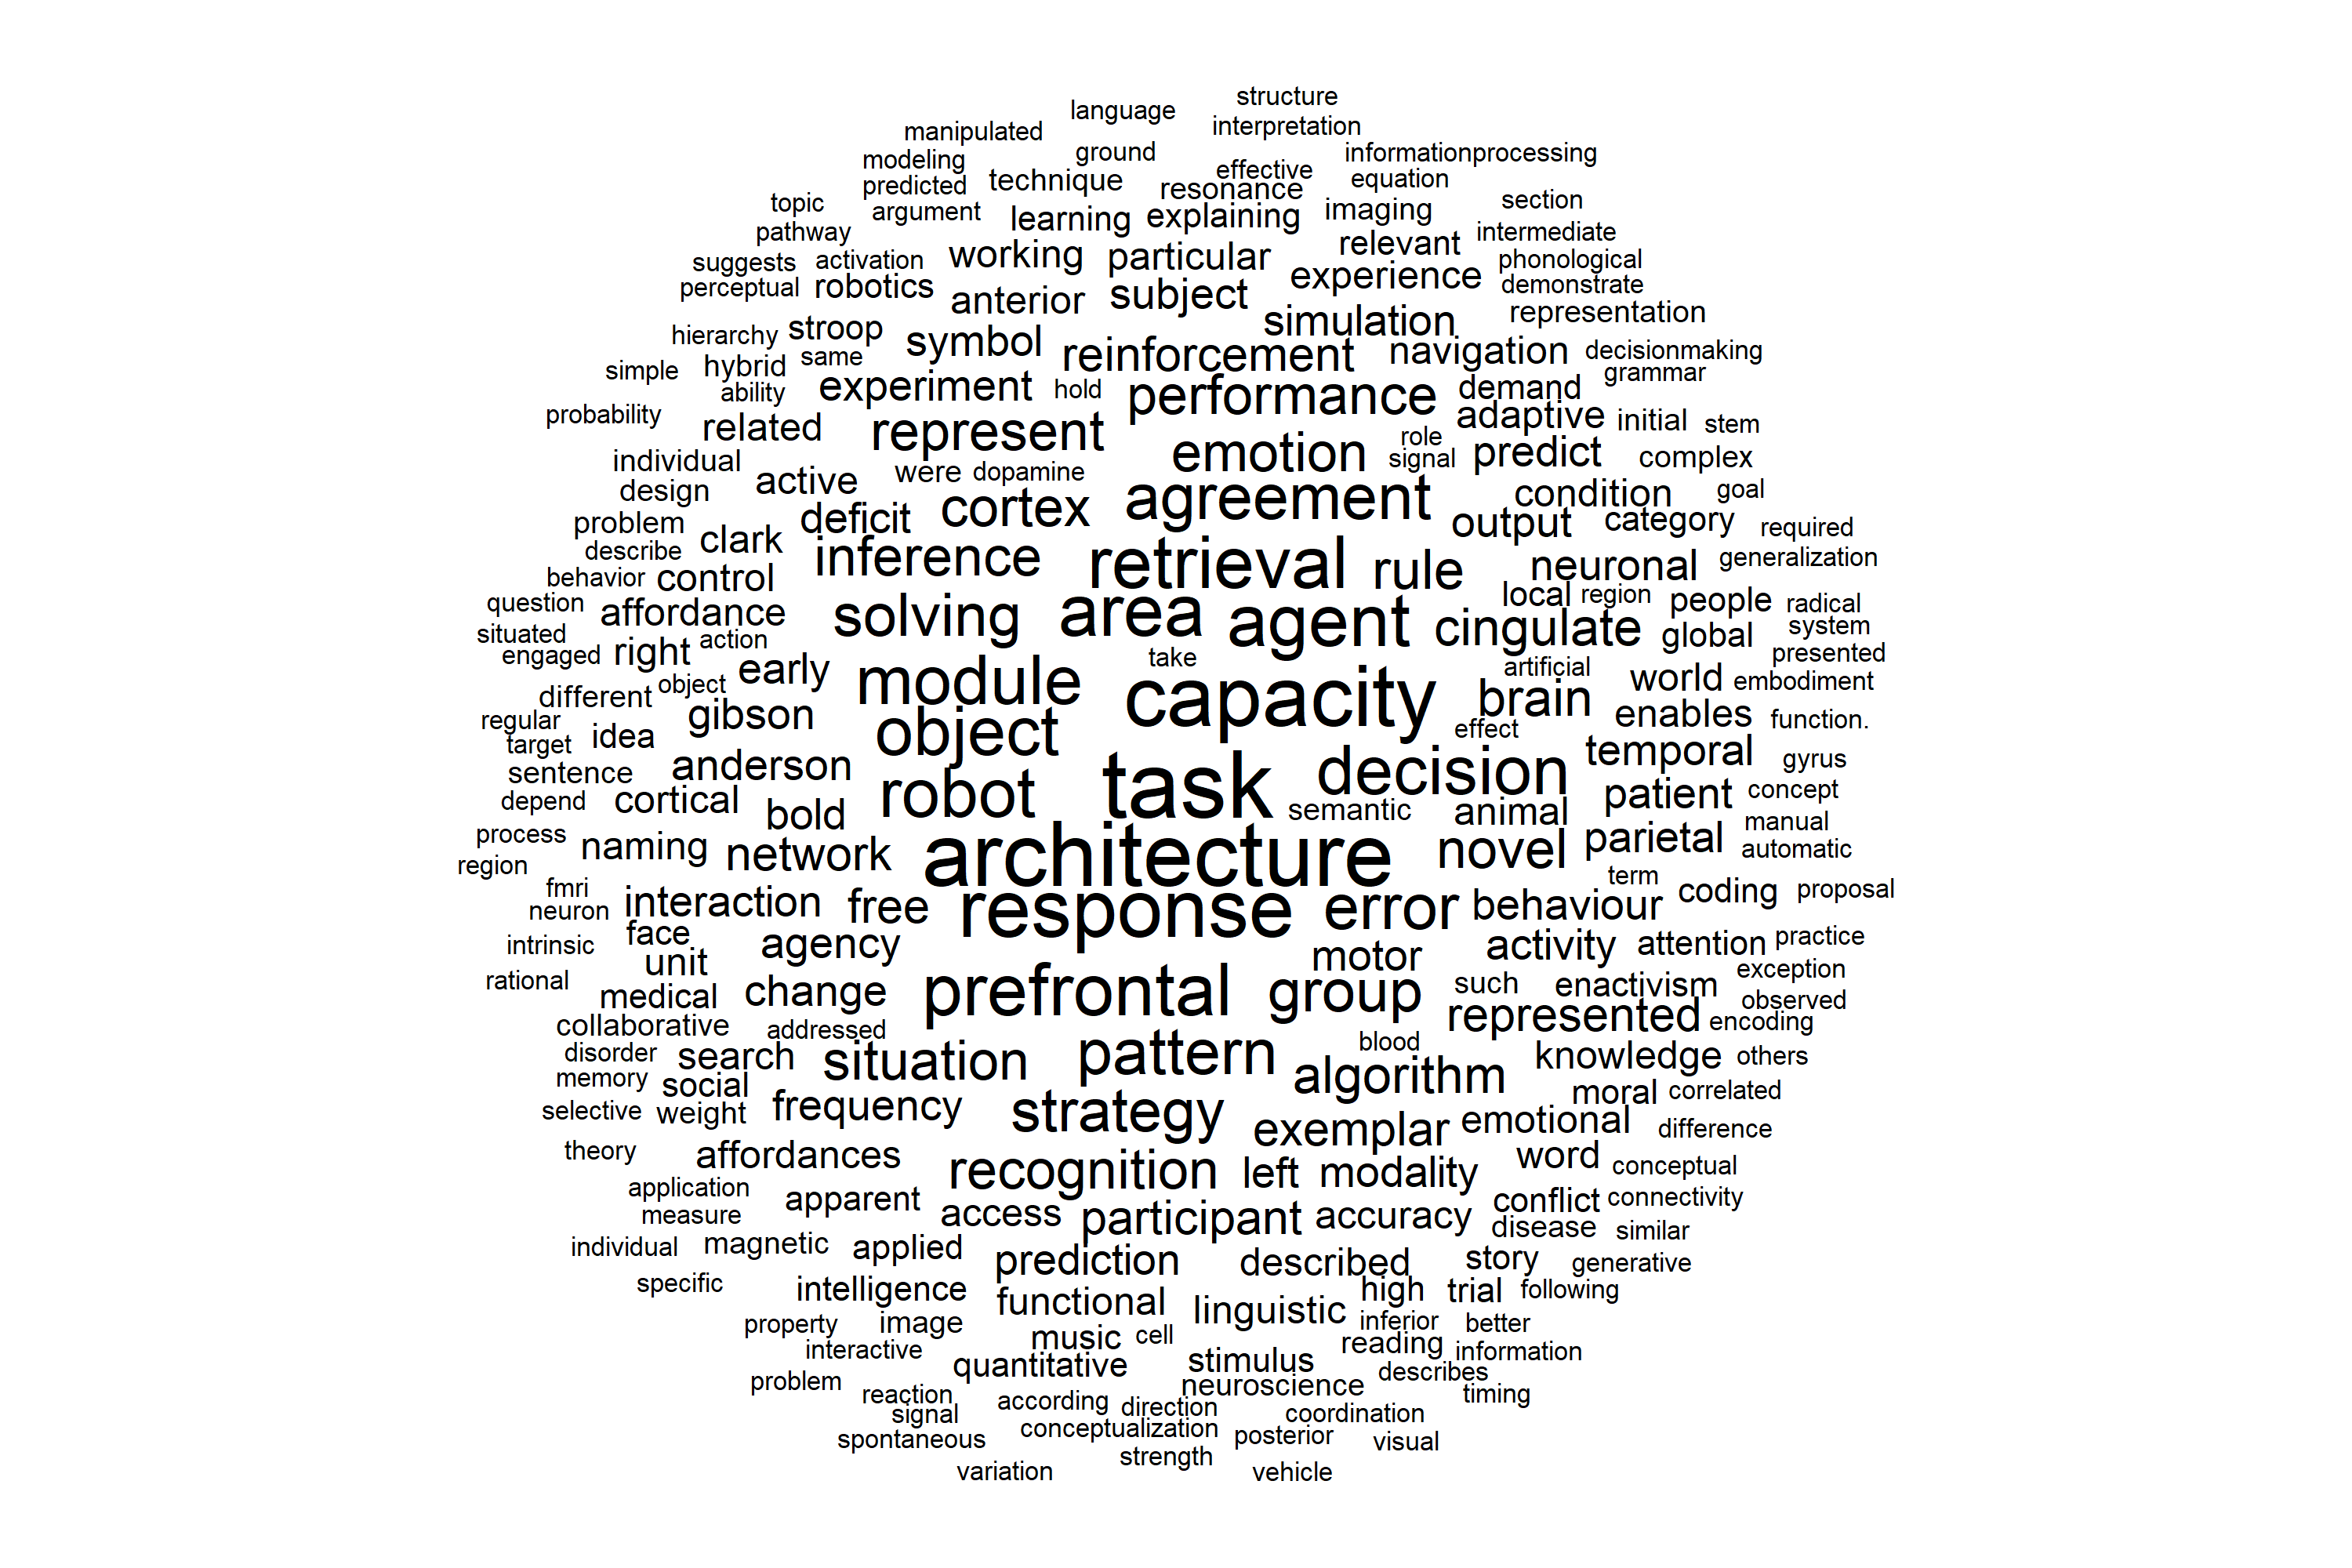 structure
language
interpretation
manipulated
ground
informationprocessing
modeling
effective
equation
predicted
technique
resonance
topic
argument
learning
explaining
imaging
section
pathway
relevant
intermediate
suggests
activation
working
particular
experience
phonological
perceptual
robotics
anterior
subject
demonstrate
simulation
representation
hierarchy
stroop
symbol
same
reinforcement
navigation
decisionmaking
simple
hybrid
grammar
ability
experiment
hold
performance
demand
probability
adaptive
initial
stem
related
represent
role
emotion
signal
predict
complex
individual
active
were
dopamine
design
agreement
condition
goal
cortex
deficit
problem
output
category
required
describe
clark
inference
retrieval
rule
neuronal
generalization
behavior
control
question
affordance
solving
area
agent
local
region
people
radical
situated
cingulate
global
system
engaged
right
action
early
take
presented
module
artificial
world
embodiment
different
object
capacity
brain
regular
gibson
object
effect
enables
function.
target
idea
temporal
gyrus
sentence
anderson
decision
depend
cortical
robot
task
semantic
animal
patient
concept
bold
manual
process
naming
network
architecture
novel
parietal
automatic
region
fmri
term
neuron
interaction
free
response
error
behaviour
coding
proposal
intrinsic
face
agency
activity
attention
practice
unit
motor
rational
medical
change
prefrontal
group
such
enactivism
exception
observed
collaborative
addressed
represented
encoding
disorder
search
situation
pattern
blood
knowledge
others
memory
social
algorithm
moral
correlated
selective
weight
frequency
strategy
exemplar
emotional
difference
theory
affordances
recognition
left
modality
word
conceptual
application
apparent
conflict
connectivity
measure
access
participant
accuracy
disease
similar
individual
magnetic
applied
prediction
described
story
generative
specific
intelligence
functional
high
trial
following
linguistic
property
image
inferior
better
interactive
music
cell
reading
information
quantitative
stimulus
problem
neuroscience
describes
reaction
according
direction
timing
signal
coordination
spontaneous
conceptualization
posterior
visual
strength
variation
vehicle